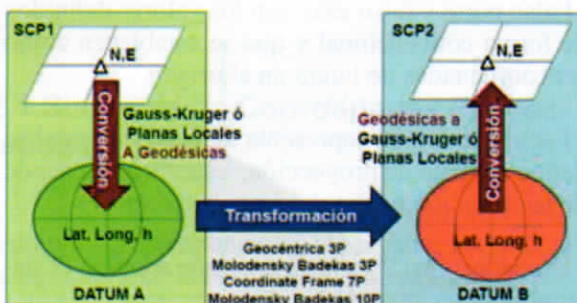 SCP1
N,E
Conversión
Gauss-Kruger ó
Planas Locales
A Geodésicas
Lat. Long, h
DATUM A
Transformación
Geocéntrica 3P
Molodensky Badekas 3P
Coordinate Frame 7P
Molodensky Badekas 10P
SCP2
N,E
Geodésicas a
Gauss-Kruger ó
Planas Locales
Conversión
Lat. Long, h
DATUM B